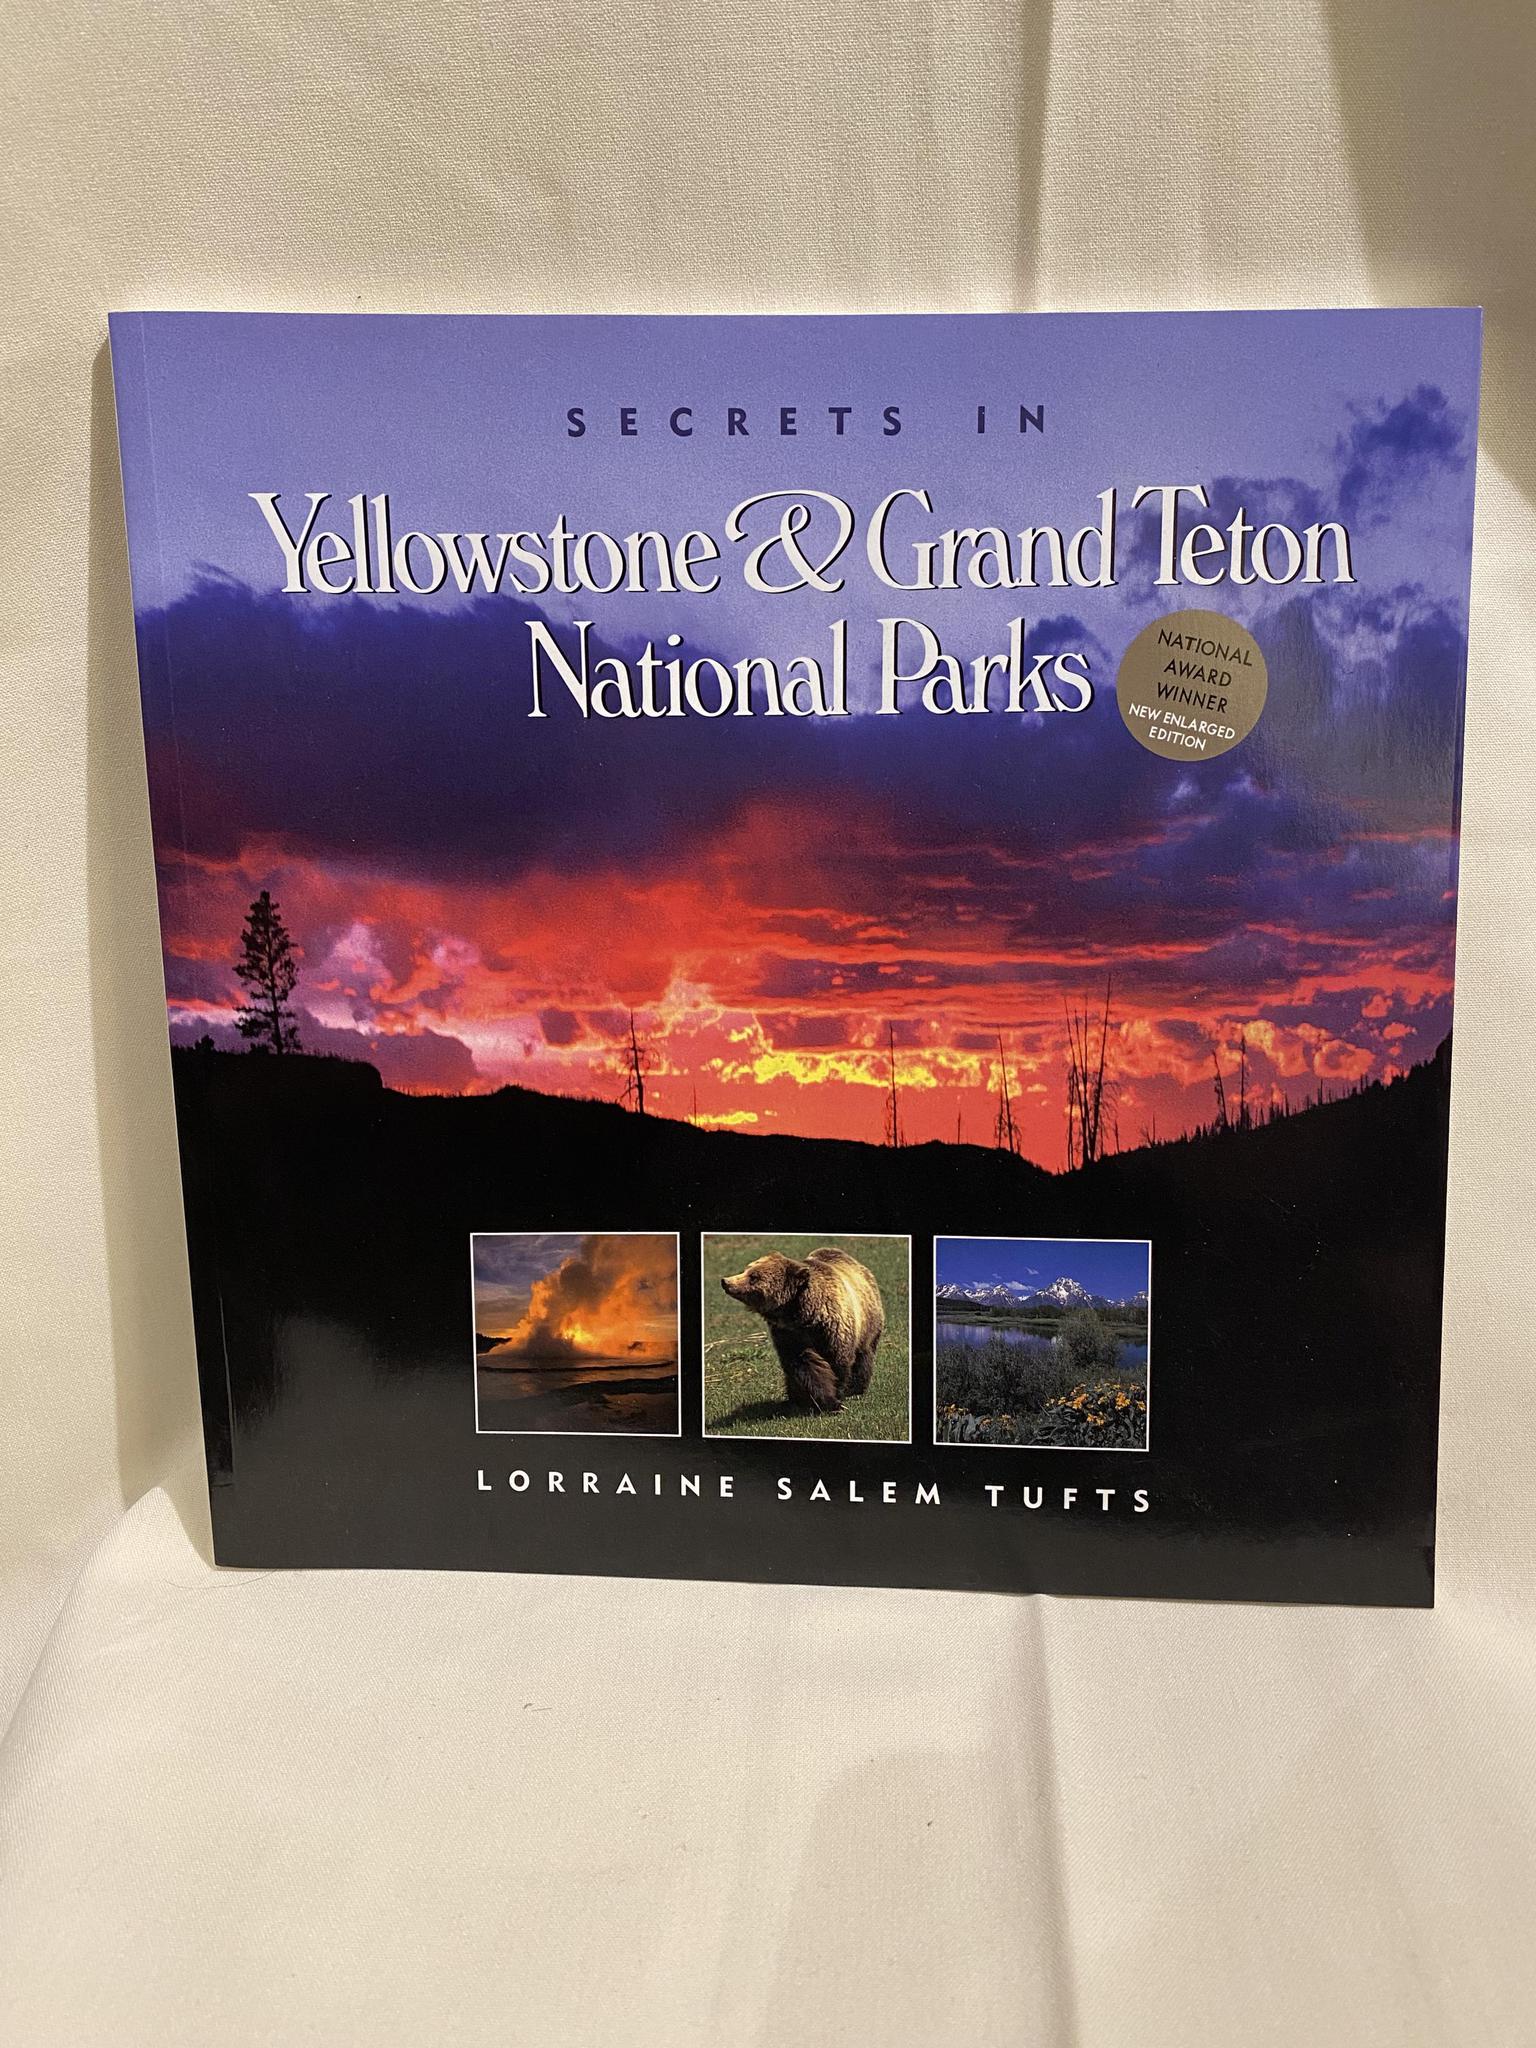 SECRETS IN
Yellowstone & Grand Teton
National Parks
NATIONAL
AWARD
WINNER
NEW ENLARGED
EDITION
LORRAINE SALEM TUFTS